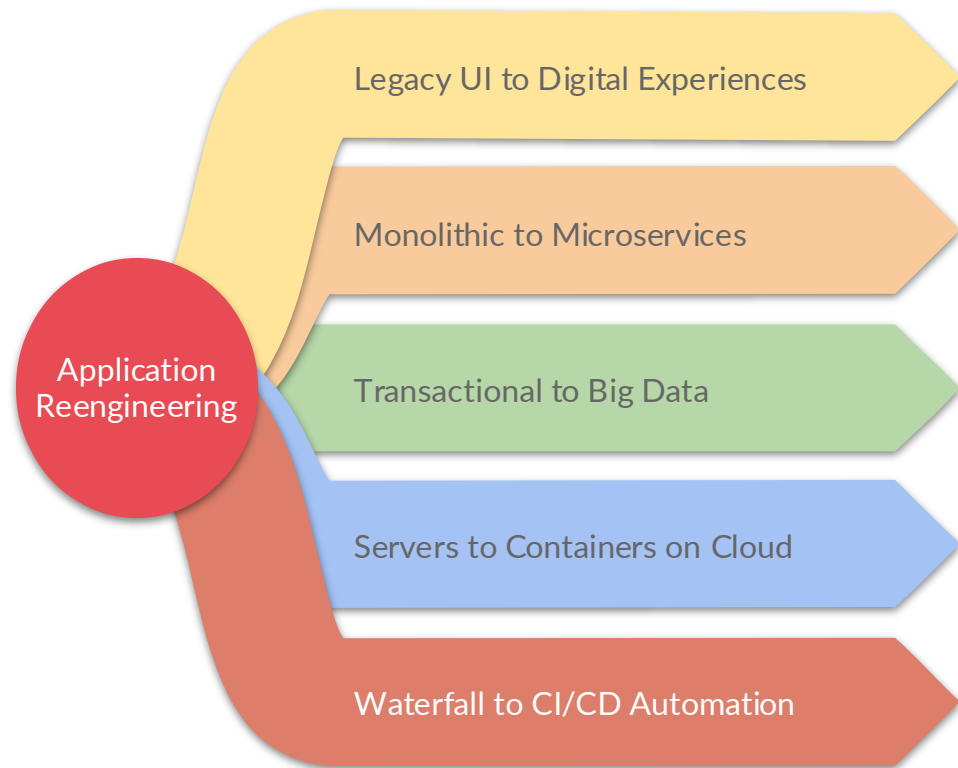 Legacy UI to Digital Experiences
Monolithic to Microservices
Application
Reengineering
Transactional to Big Data
Servers to Containers on Cloud
Waterfall to CI/CD Automation